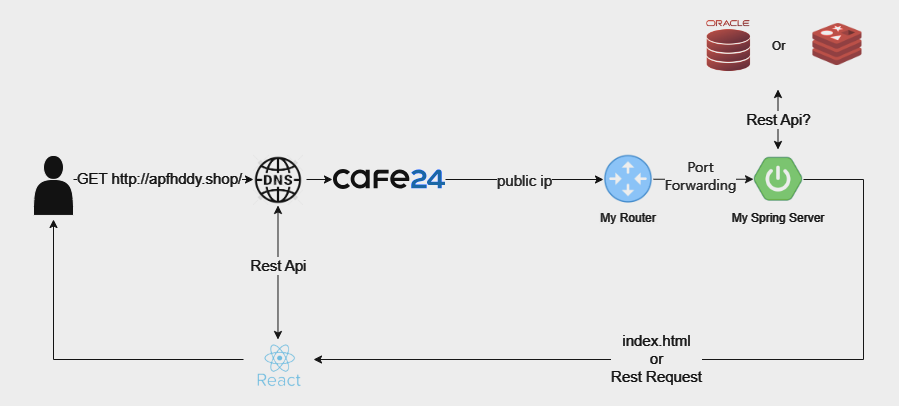 ORACLE
Or
Rest Api?
-GET http://apfhddy.shop/-
DNS
cafe24
public ip
Port
Forwarding
My Router
My Spring Server
Rest Api
index.html
or
Rest Request
React